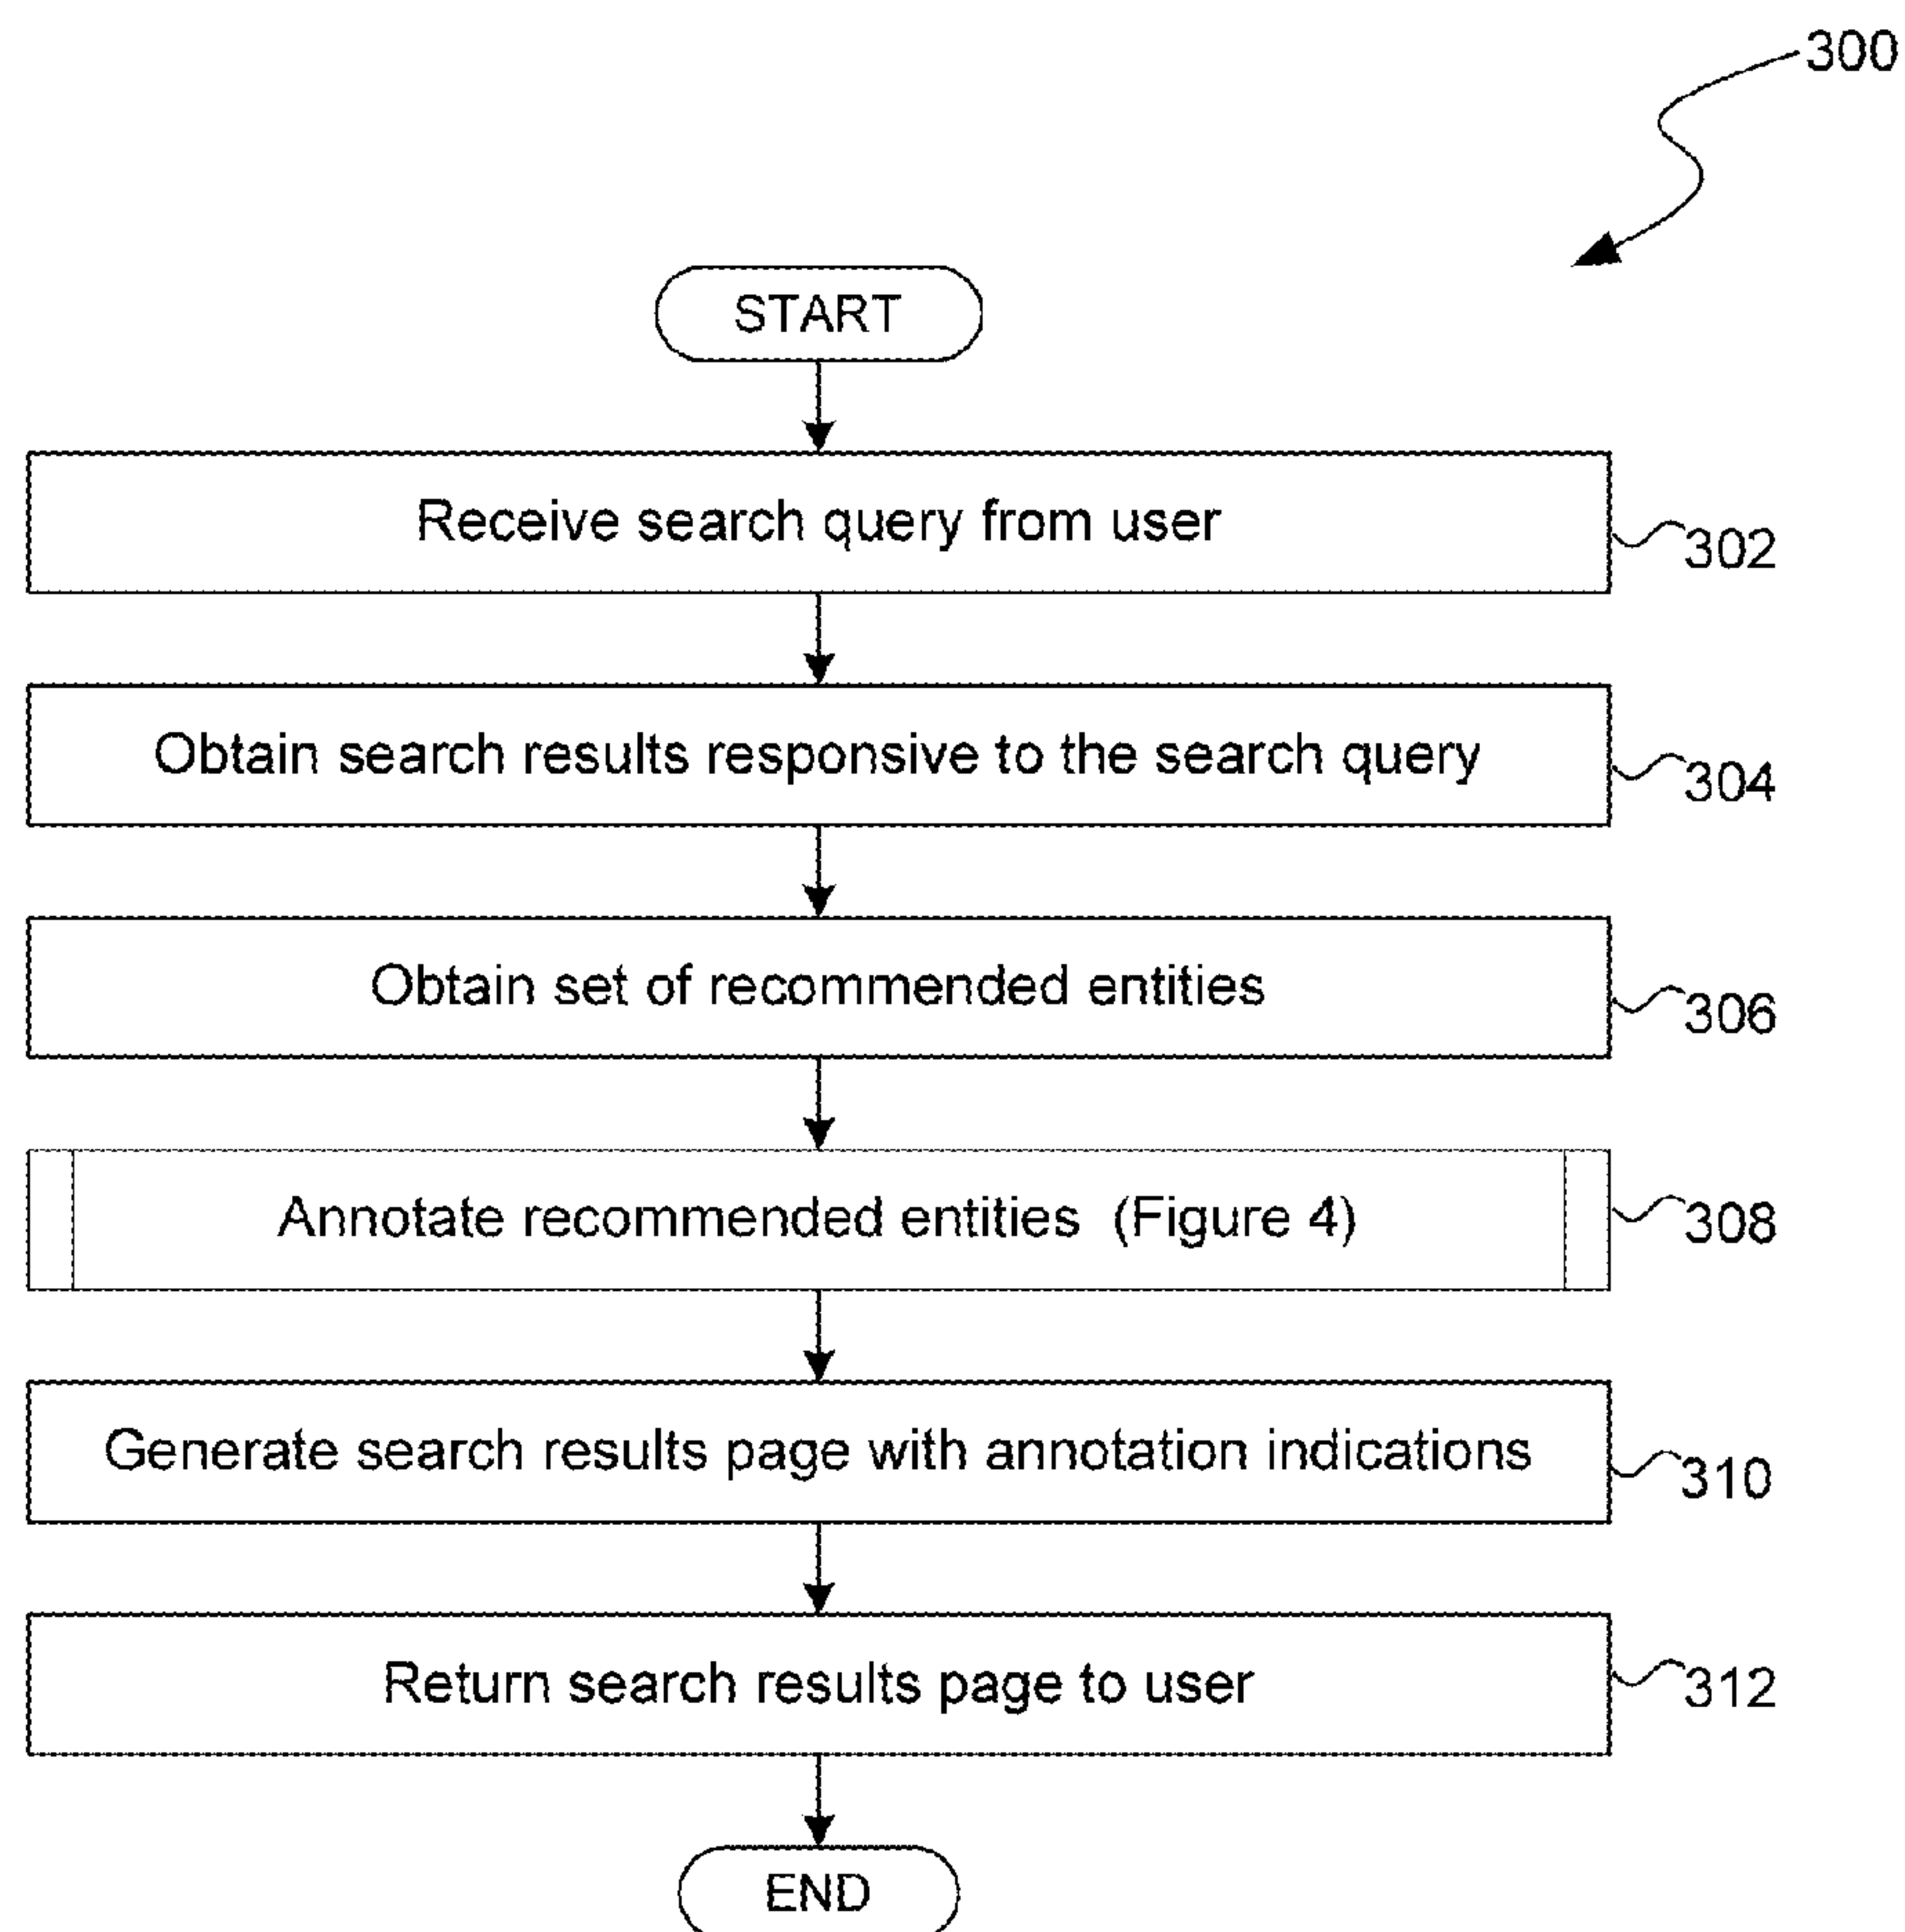 300
START
Receive search query from user
302
Obtain search results responsive to the search query
304
Obtain set of recommended entities
306
Annotate recommended entities (Figure 4)
308
Generate search results page with annotation indications
310
Return search results page to user
312
END